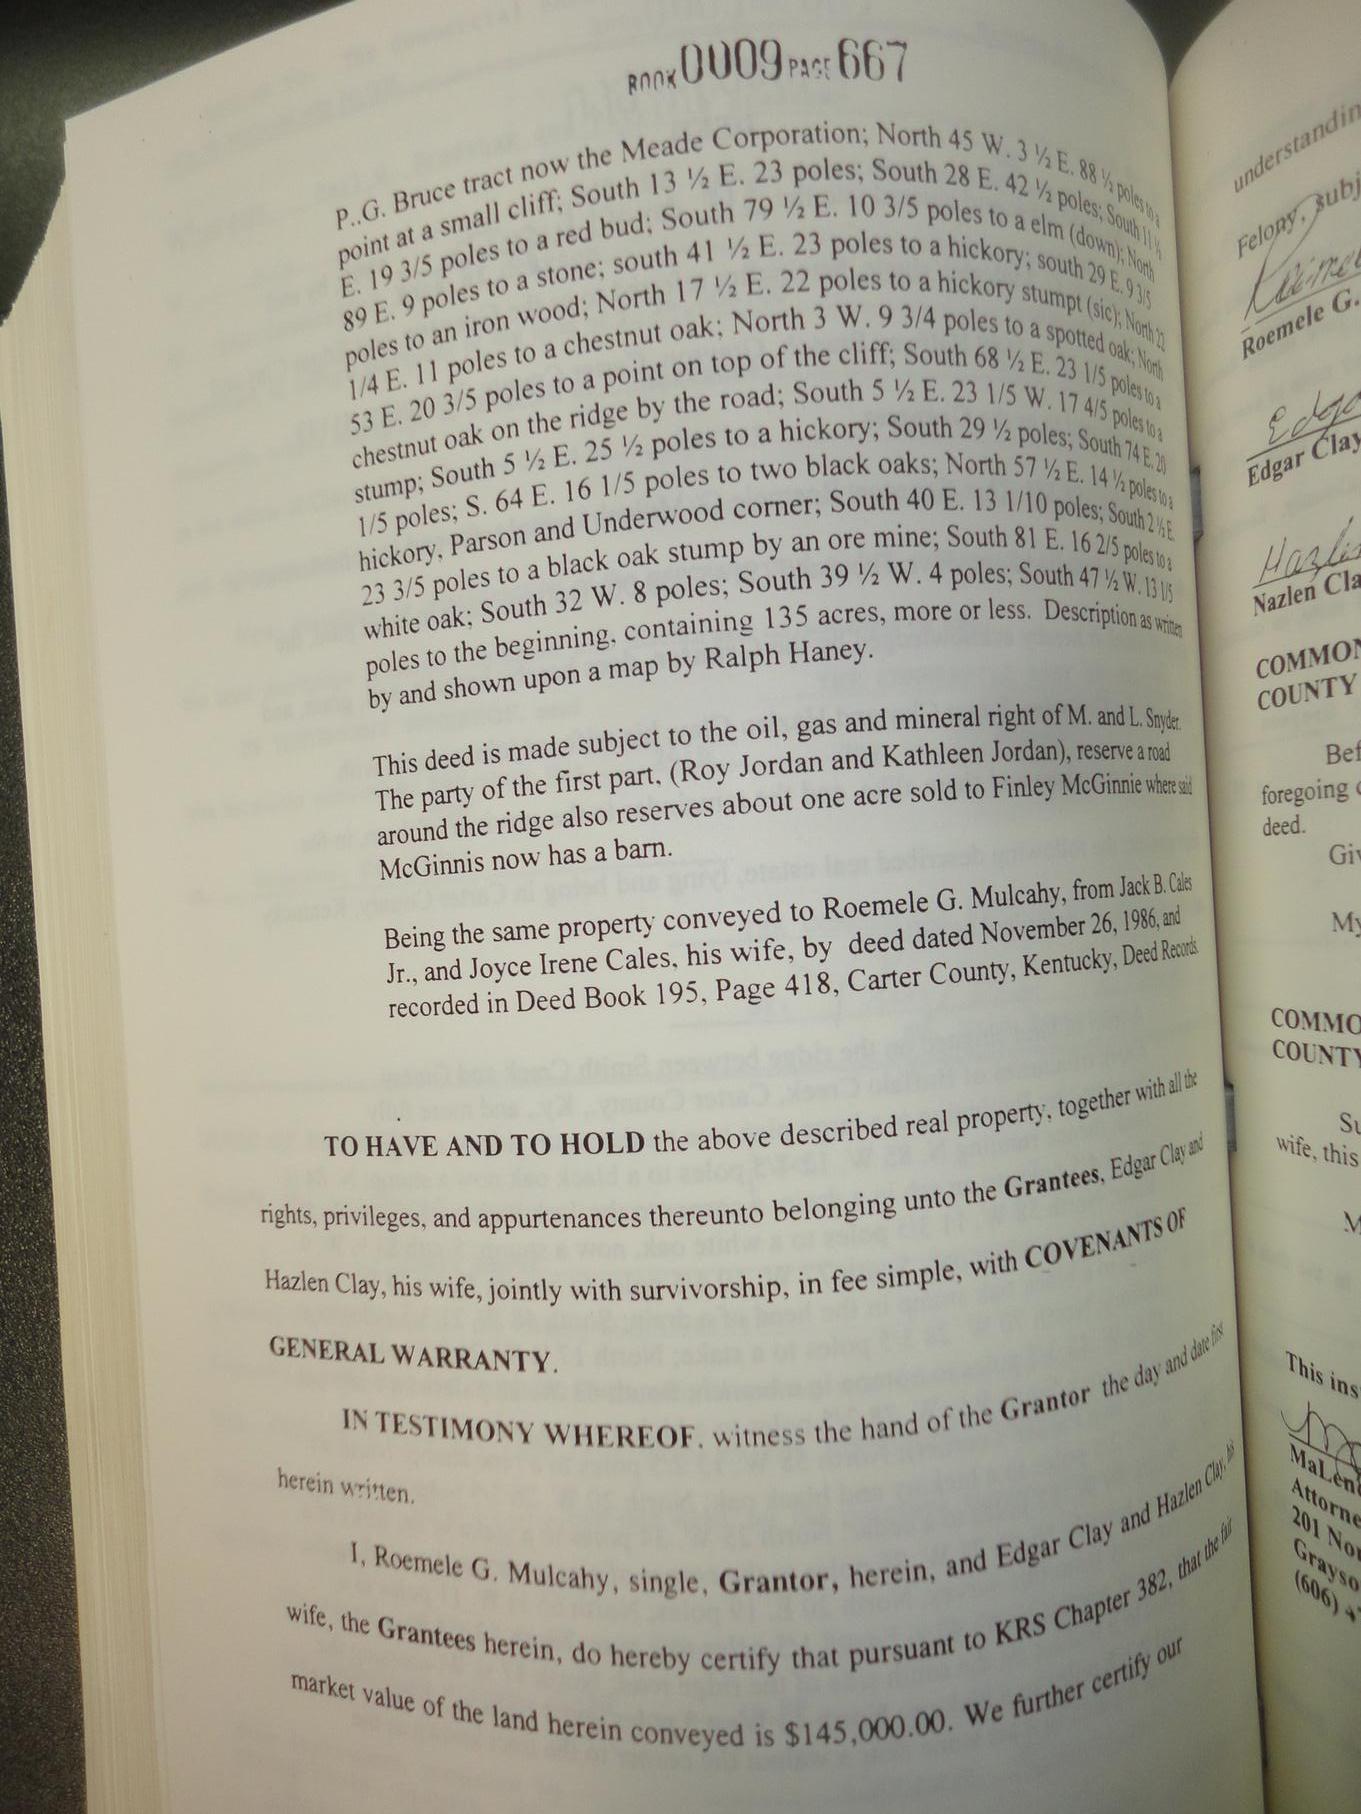 BOOK 0009 PAGE 667
P..G. Bruce tract now the Meade Corporation; North 45 W. 3 ½ E. 88 ½ poles to a
point at a small cliff; South 13 ½ E. 23 poles; South 28 E. 42 ½ poles; South 11 ½
E. 19 3/5 poles to a red bud; South 79 ½ E. 10 3/5 poles to a elm (down); North
89 E. 9 poles to a stone; south 41 ½ E. 23 poles to a hickory; south 29 E. 9 3/5
poles to an iron wood; North 17 ½ E. 22 poles to a hickory stumpt (sic); North 22
1/4 E. 11 poles to a chestnut oak; North 3 W. 9 3/4 poles to a spotted oak; North
53 E. 20 3/5 poles to a point on top of the cliff; South 68 ½ E. 23 1/5 poles to a
chestnut oak on the ridge by the road; South 5 ½ E. 23 1/5 W. 17 4/5 poles to a
stump; South 5 ½ E. 25 ½ poles to a hickory; South 29 ½ poles; South 74 E. 20
1/5 poles; S. 64 E. 16 1/5 poles to two black oaks; North 57 ½ E. 14 ½ poles to a
hickory, Parson and Underwood corner; South 40 E. 13 1/10 poles; South 2 ½ E.
23 3/5 poles to a black oak stump by an ore mine; South 81 E. 16 2/5 poles to a
white oak; South 32 W. 8 poles; South 39 ½ W. 4 poles; South 47 ½ W. 13 1/5
poles to the beginning, containing 135 acres, more or less. Description as written
by and shown upon a map by Ralph Haney.
This deed is made subject to the oil, gas and mineral right of M. and L. Snyder.
The party of the first part, (Roy Jordan and Kathleen Jordan), reserve a road
around the ridge also reserves about one acre sold to Finley McGinnie where said
McGinnis now has a barn.
Being the same property conveyed to Roemele G. Mulcahy, from Jack B. Cales
Jr., and Joyce Irene Cales, his wife, by deed dated November 26, 1986, and
recorded in Deed Book 195, Page 418, Carter County, Kentucky, Deed Records.
TO HAVE AND TO HOLD the above described real property, together with all the
rights, privileges, and appurtenances thereunto belonging unto the Grantees, Edgar Clay and
Hazlen Clay, his wife, jointly with survivorship, in fee simple, with COVENANTS OF
GENERAL WARRANTY.
IN TESTIMONY WHEREOF, witness the hand of the Grantor the day and date first
herein written.
I, Roemele G. Mulcahy, single, Grantor, herein, and Edgar Clay and Hazlen Clay, his
wife, the Grantees herein, do hereby certify that pursuant to KRS Chapter 382, that the fair
market value of the land herein conveyed is $145,000.00. We further certify our
understandin
Felony, subj
Roemele G.
Edgar Clay
Nazlen Cla
COMMON
COUNTY
Bef
foregoing
deed.
Giv
My
COMMO
COUNTY
Su
wife, this
M
This ins
MaLen
Attorne
201 Nor
Grayso
(606) 4